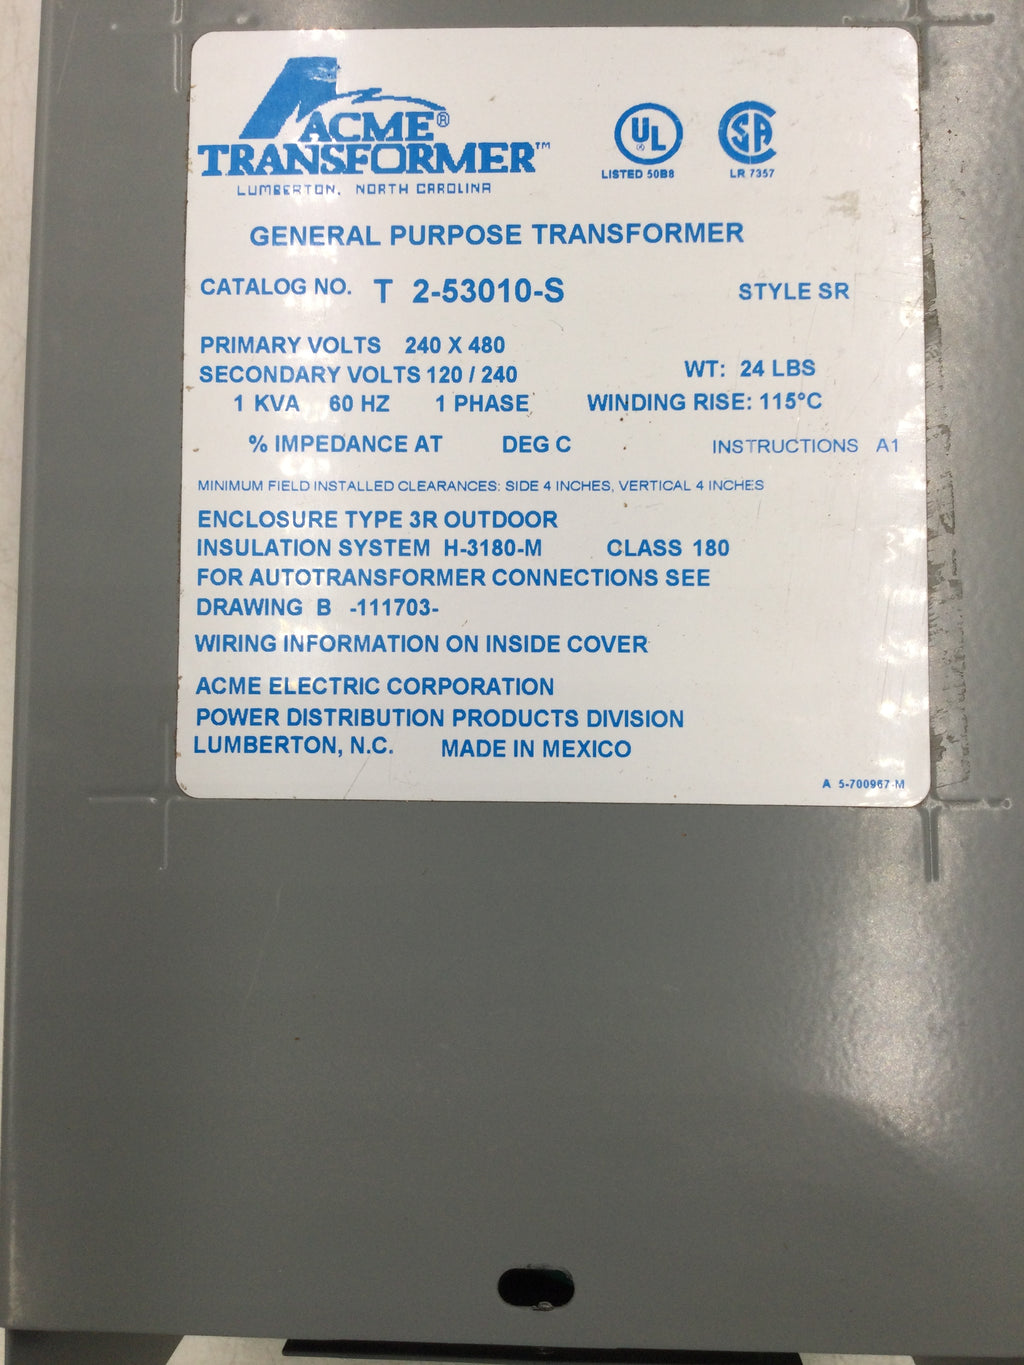 ACME®
TRANSFORMER™
LUMBERTON, NORTH CAROLINA
UL ®
LISTED 50B8
SA
LR 7357
GENERAL PURPOSE TRANSFORMER
CATALOG NO. T 2-53010-S STYLE SR
PRIMARY VOLTS 240 X 480
SECONDARY VOLTS 120 / 240 WT: 24 LBS
1 KVA 60 HZ 1 PHASE WINDING RISE: 115°C
% IMPEDANCE AT DEG C INSTRUCTIONS A1
MINIMUM FIELD INSTALLED CLEARANCES: SIDE 4 INCHES, VERTICAL 4 INCHES
ENCLOSURE TYPE 3R OUTDOOR
INSULATION SYSTEM H-3180-M CLASS 180
FOR AUTOTRANSFORMER CONNECTIONS SEE
DRAWING B -111703-
WIRING INFORMATION ON INSIDE COVER
ACME ELECTRIC CORPORATION
POWER DISTRIBUTION PRODUCTS DIVISION
LUMBERTON, N.C. MADE IN MEXICO
A 5-700967-M